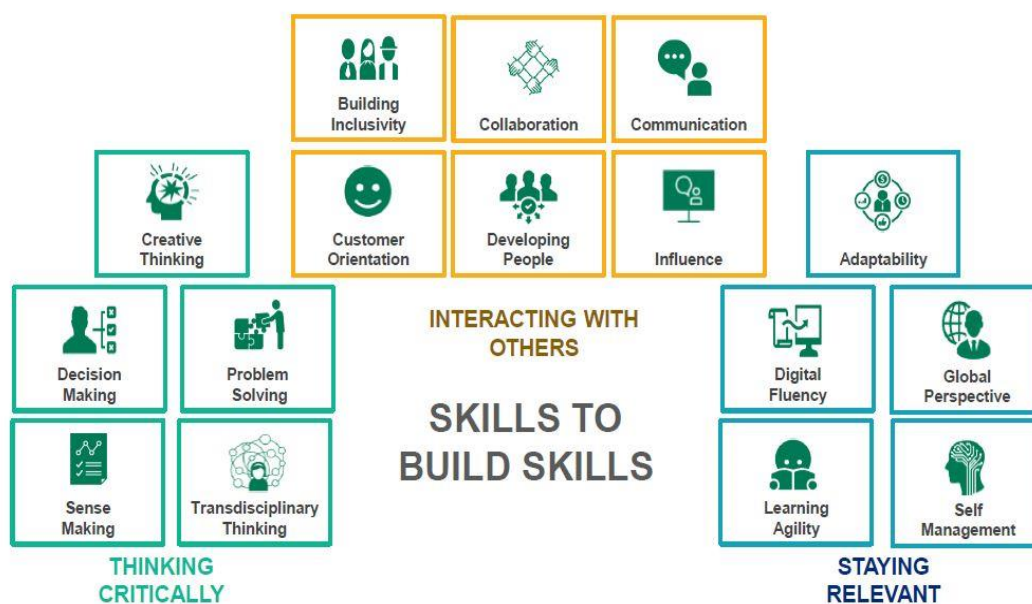 Building
Inclusivity
Collaboration
Communication
Creative
Thinking
Customer
Orientation
Developing
People
Influence
Adaptability
Decision
Making
Problem
Solving
INTERACTING WITH
OTHERS
Digital
Fluency
Global
Perspective
SKILLS TO
BUILD SKILLS
Sense
Making
Transdisciplinary
Thinking
Learning
Agility
Self
Management
THINKING
CRITICALLY
STAYING
RELEVANT